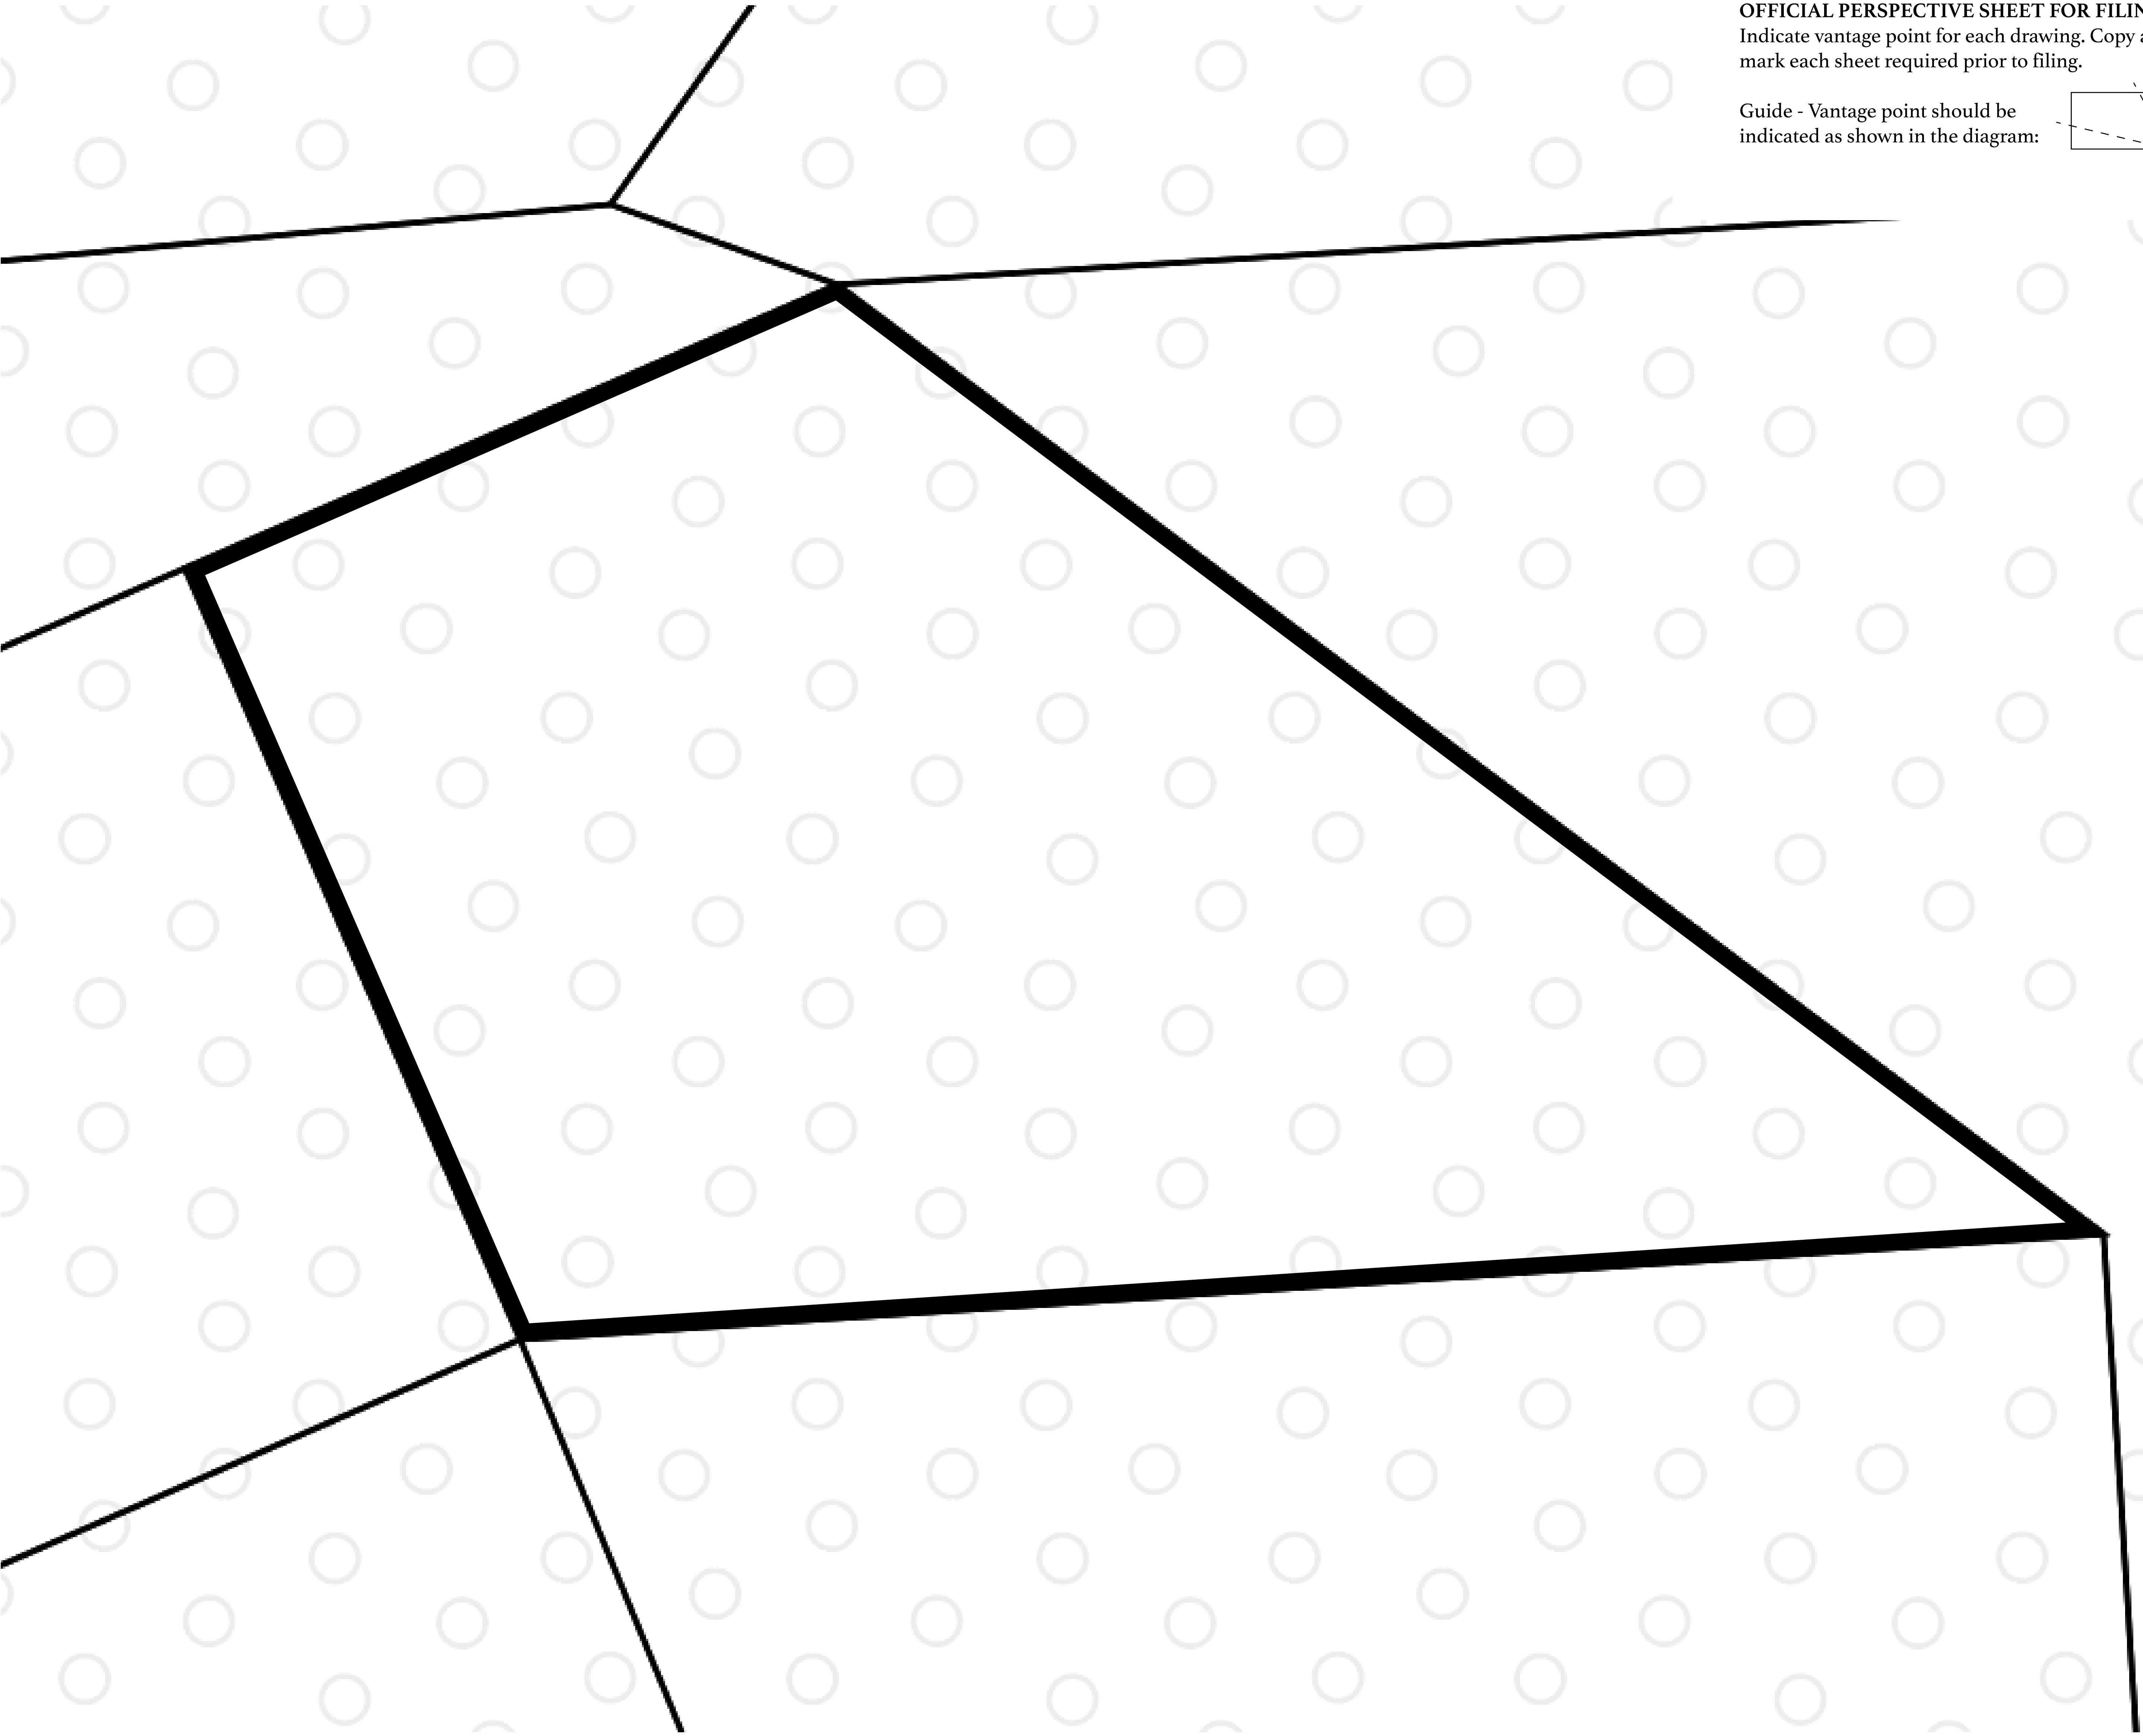 OFFICIAL PERSPECTIVE SHEET FOR
Indicate vantage point for each drawing. Copy
mark each sheet required prior to filing.
Guide - Vantage point should be
indicated as shown in the diagram: